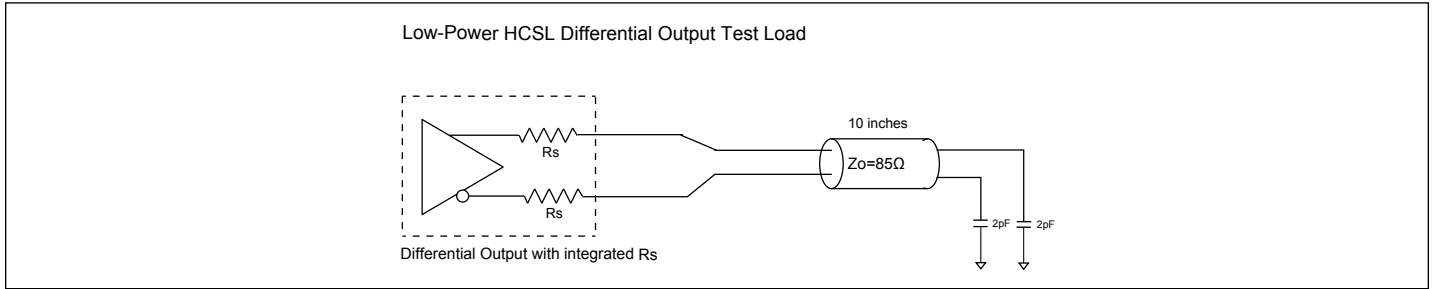 Low-Power HCSL Differential Output Test Load
10 inches
Rs
Zo=85Ω
Rs
2pF
2pF
Differential Output with integrated Rs